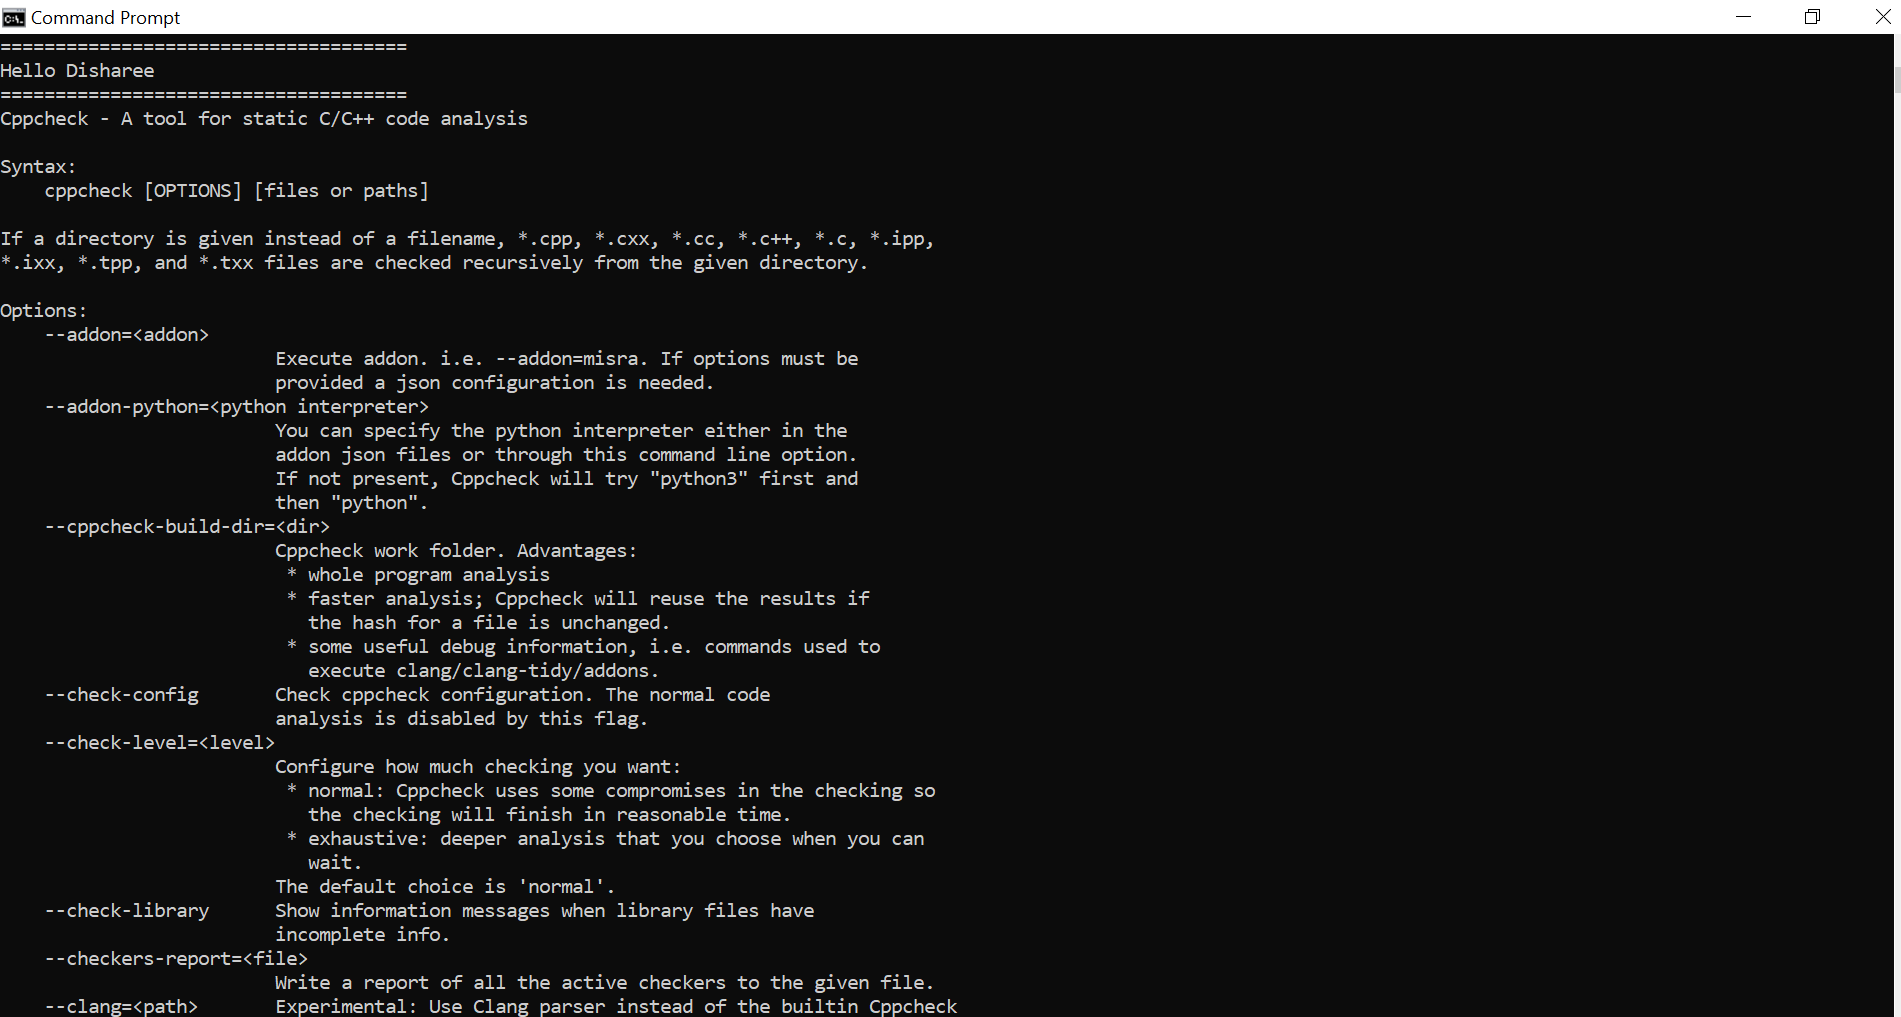 Command Prompt
=====================================
Hello Disharee
=====================================
Cppcheck - A tool for static C/C++ code analysis
Syntax:
    cppcheck [OPTIONS] [files or paths]
If a directory is given instead of a filename, *.cpp, *.cxx, *.cc, *.c++, *.c, *.ipp,
*.ixx, *.tpp, and *.txx files are checked recursively from the given directory.
Options:
    --addon=<addon>
                         Execute addon. i.e. --addon=misra. If options must be
                         provided a json configuration is needed.
    --addon-python=<python interpreter>
                         You can specify the python interpreter either in the
                         addon json files or through this command line option.
                         If not present, Cppcheck will try "python3" first and
                         then "python".
    --cppcheck-build-dir=<dir>
                         Cppcheck work folder. Advantages:
                          * whole program analysis
                          * faster analysis; Cppcheck will reuse the results if
                            the hash for a file is unchanged.
                          * some useful debug information, i.e. commands used to
                            execute clang/clang-tidy/addons.
    --check-config       Check cppcheck configuration. The normal code
                         analysis is disabled by this flag.
    --check-level=<level>
                         Configure how much checking you want:
                          * normal: Cppcheck uses some compromises in the checking so
                            the checking will finish in reasonable time.
                          * exhaustive: deeper analysis that you choose when you can
                            wait.
                         The default choice is 'normal'.
    --check-library      Show information messages when library files have
                         incomplete info.
    --checkers-report=<file>
                         Write a report of all the active checkers to the given file.
    --clang=<path>       Experimental: Use Clang parser instead of the builtin Cppcheck